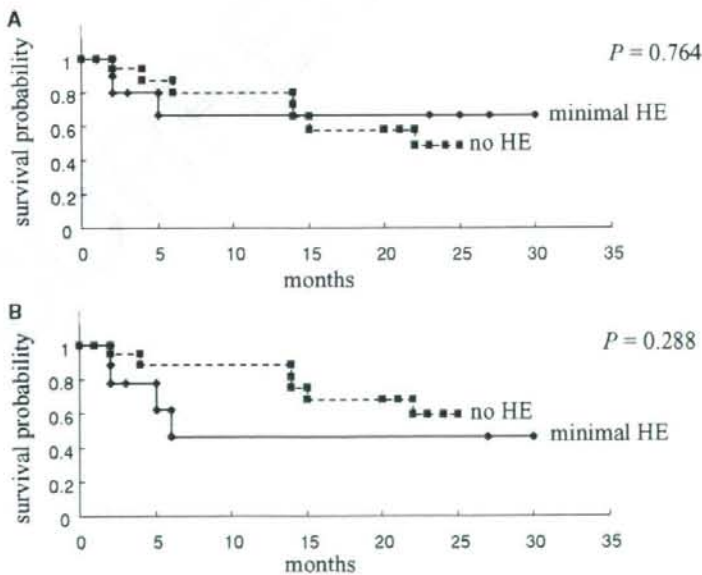 A
P = 0.764
survival probability
1
0.8
0.6
0.4
0.2
0
minimal HE
no HE
0 5 10 15 20 25 30 35
months
B
P = 0.288
survival probability
1
0.8
0.6
0.4
0.2
0
no HE
minimal HE
0 5 10 15 20 25 30 35
months